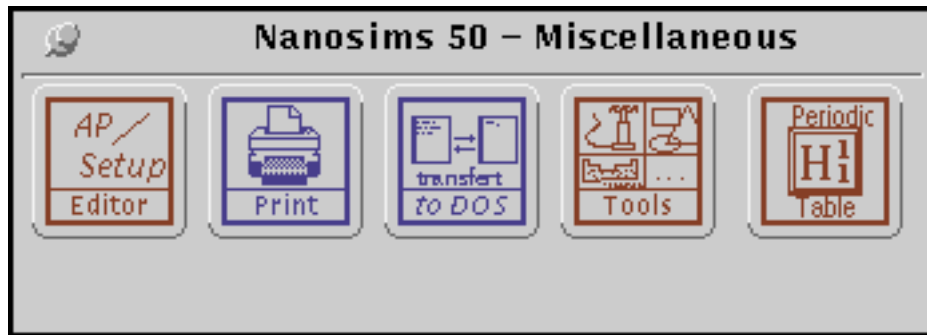 Nanosims 50 – Miscellaneous
AP/
Setup
Editor
Print
transfert
to DOS
...
Tools
Periodic
H 1 1
Table